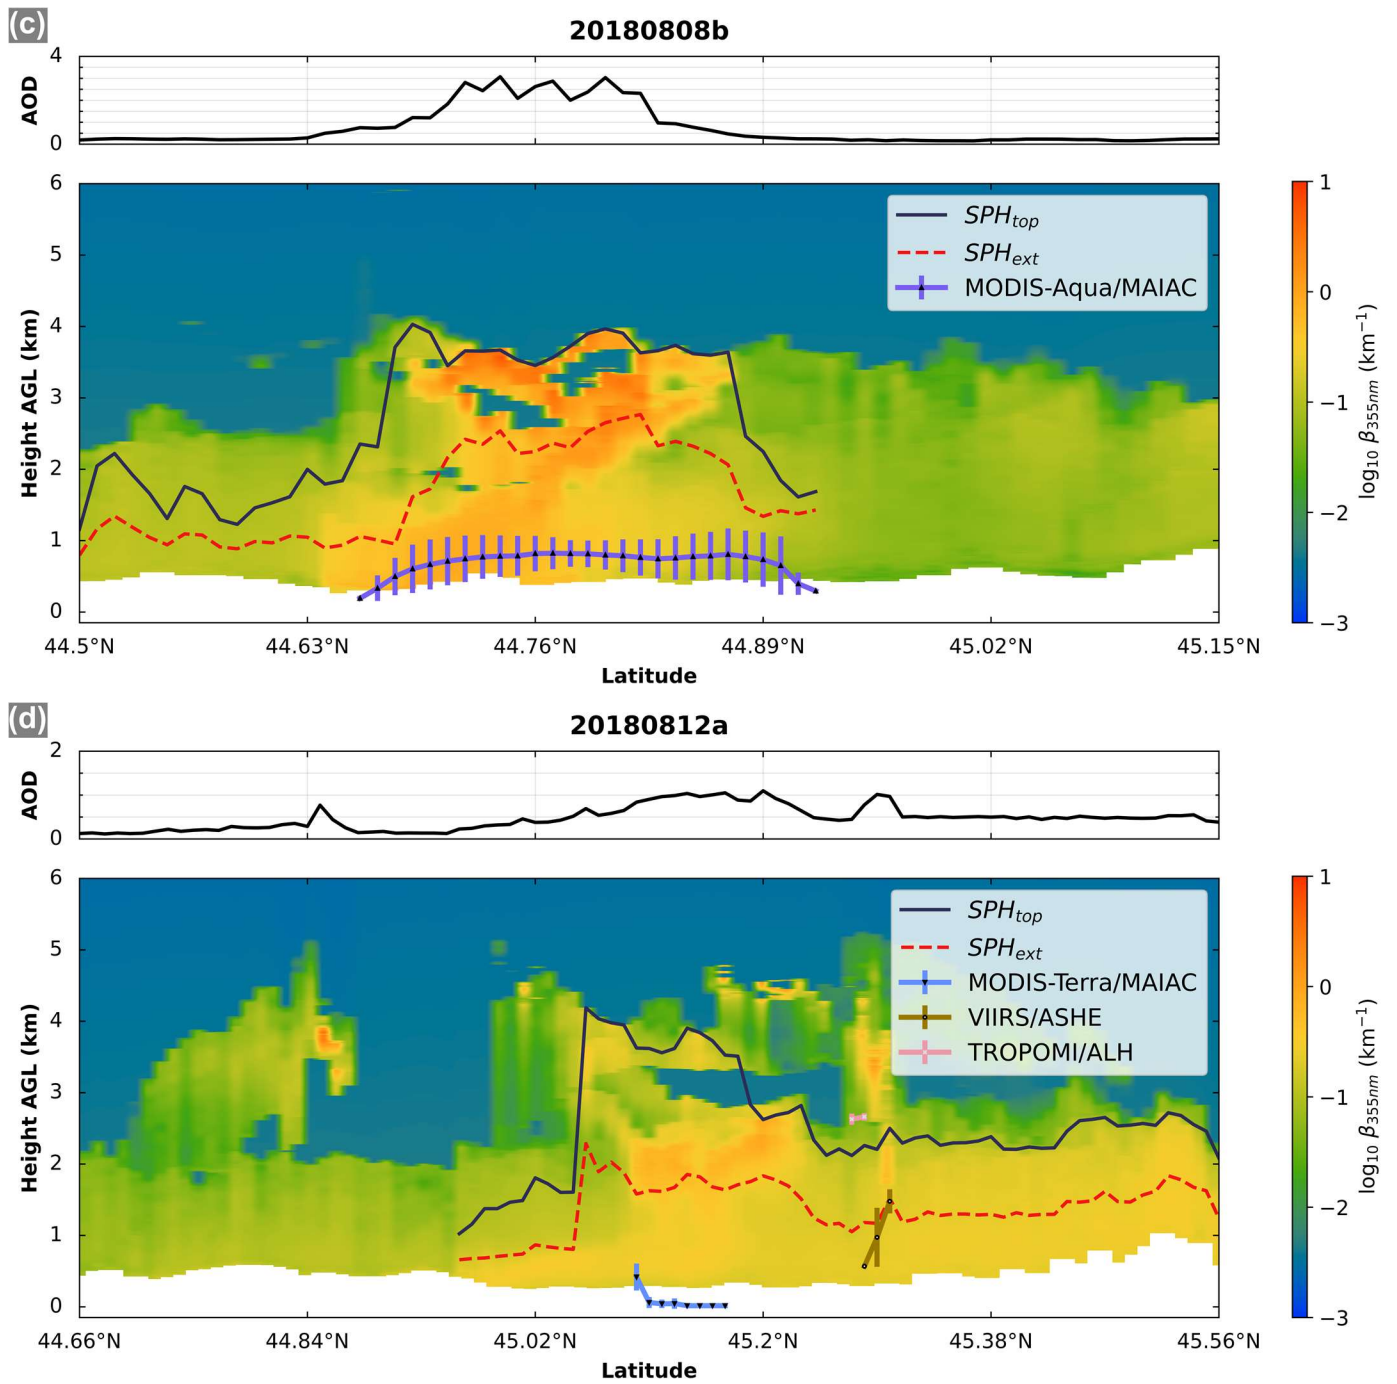 (c)
20180808b
AOD
4
0
Height AGL (km)
6
5
4
3
2
1
0
SPH_top
SPH_ext
MODIS-Aqua/MAIAC
44.5°N 44.63°N 44.76°N 44.89°N 45.02°N 45.15°N
Latitude
1
0
−1
−2
−3
log₁₀ β₃₅₅ₙₘ (km⁻¹)
(d)
20180812a
AOD
2
0
Height AGL (km)
6
5
4
3
2
1
0
SPH_top
SPH_ext
MODIS-Terra/MAIAC
VIIRS/ASHE
TROPOMI/ALH
44.66°N 44.84°N 45.02°N 45.2°N 45.38°N 45.56°N
Latitude
1
0
−1
−2
−3
log₁₀ β₃₅₅ₙₘ (km⁻¹)